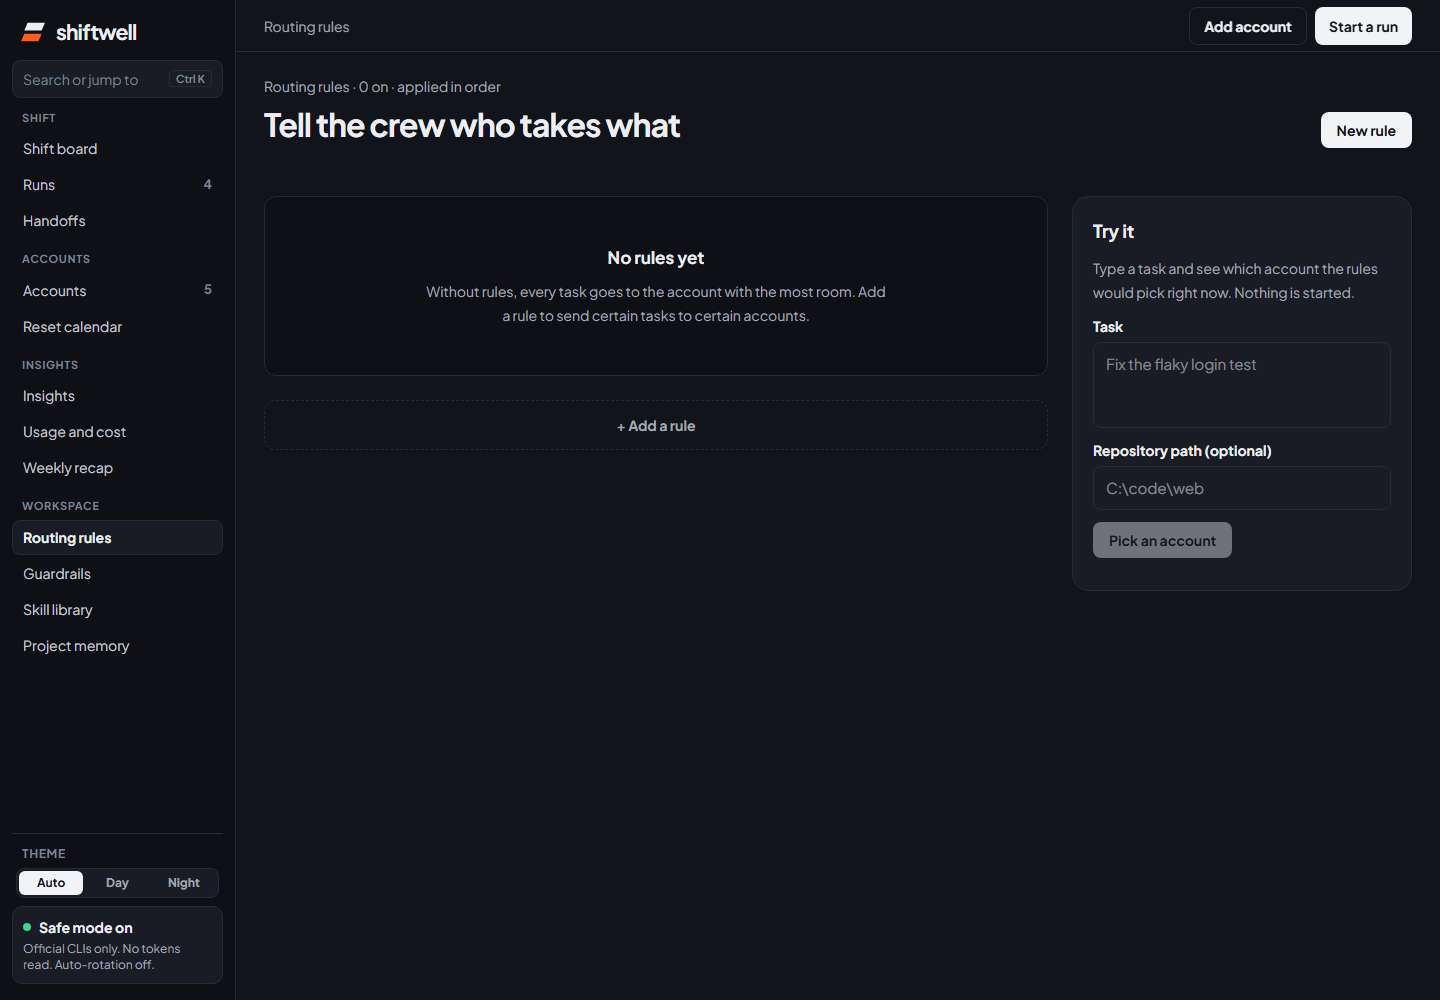 shiftwell
Search or jump to
Ctrl K
SHIFT
Shift board
Runs
4
Handoffs
ACCOUNTS
Accounts
5
Reset calendar
INSIGHTS
Insights
Usage and cost
Weekly recap
WORKSPACE
Routing rules
Guardrails
Skill library
Project memory
THEME
Auto
Day
Night
Safe mode on
Official CLIs only. No tokens
read. Auto-rotation off.
Routing rules
Add account
Start a run
Routing rules · 0 on · applied in order
Tell the crew who takes what
New rule
No rules yet
Without rules, every task goes to the account with the most room. Add
a rule to send certain tasks to certain accounts.
+ Add a rule
Try it
Type a task and see which account the rules
would pick right now. Nothing is started.
Task
Fix the flaky login test
Repository path (optional)
C:\code\web
Pick an account